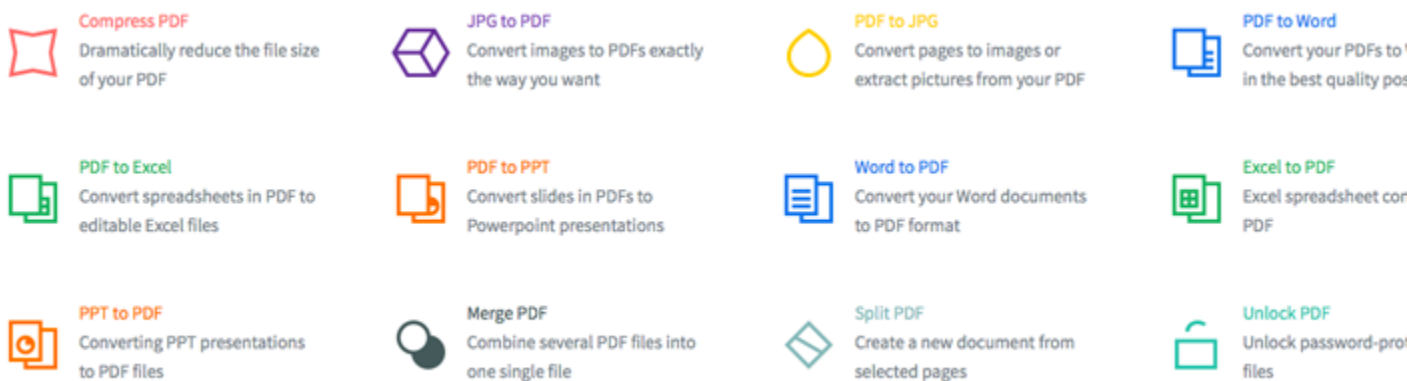 Compress PDF
Dramatically reduce the file size
of your PDF
JPG to PDF
Convert images to PDFs exactly
the way you want
PDF to JPG
Convert pages to images or
extract pictures from your PDF
PDF to Word
Convert your PDFs to
in the best quality
PDF to Excel
Convert spreadsheets in PDF to
editable Excel files
PDF to PPT
Convert slides in PDFs to
Powerpoint presentations
Word to PDF
Convert your Word documents
to PDF format
Excel to PDF
Excel spreadsheet
PDF
PPT to PDF
Converting PPT presentations
to PDF files
Merge PDF
Combine several PDF files into
one single file
Split PDF
Create a new document from
selected pages
Unlock PDF
Unlock
files